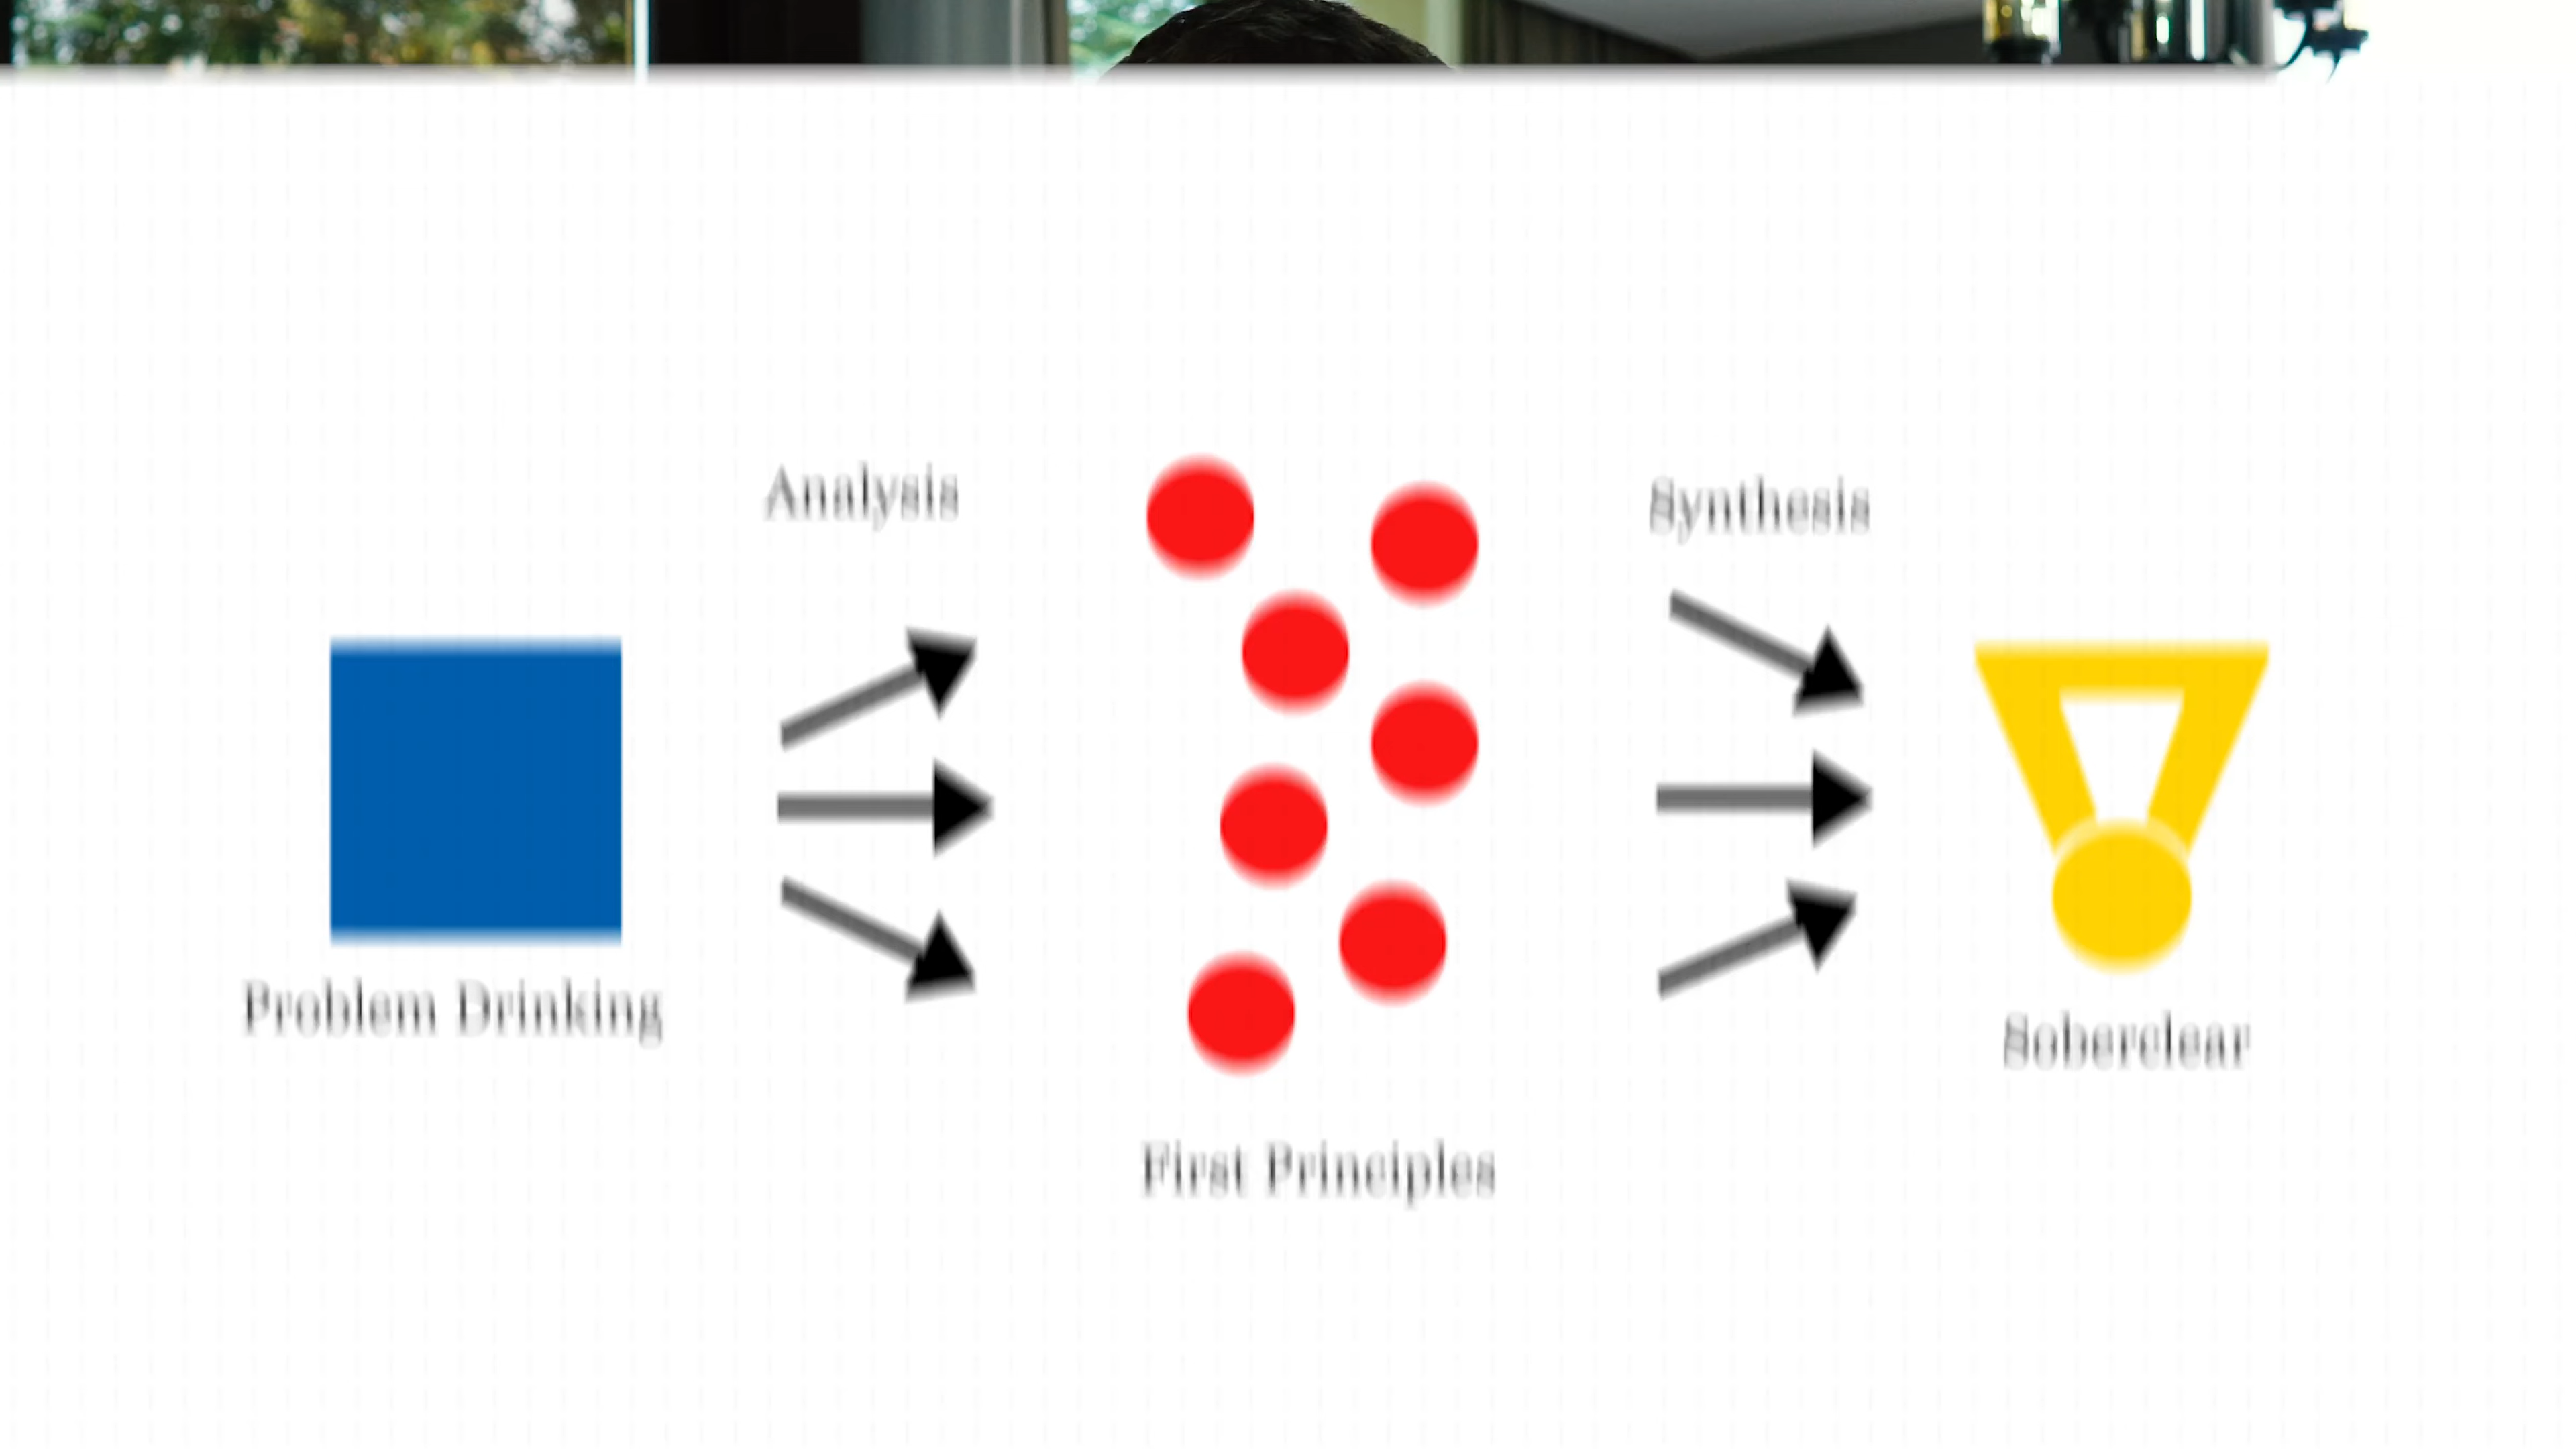 Analysis
Synthesis
Problem Drinking
Soberclear
First Principles